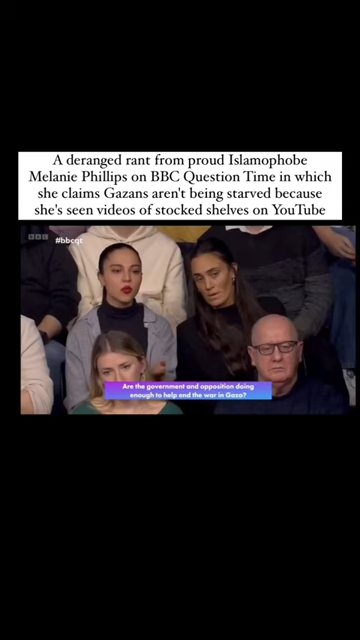 A deranged rant from proud Islamophobe
Melanie Phillips on BBC Question Time in which
she claims Gazans aren't being starved because
she's seen videos of stocked shelves on YouTube
BBC #bbcqt
Are the government and opposition doing
enough to help end the war in Gaza?